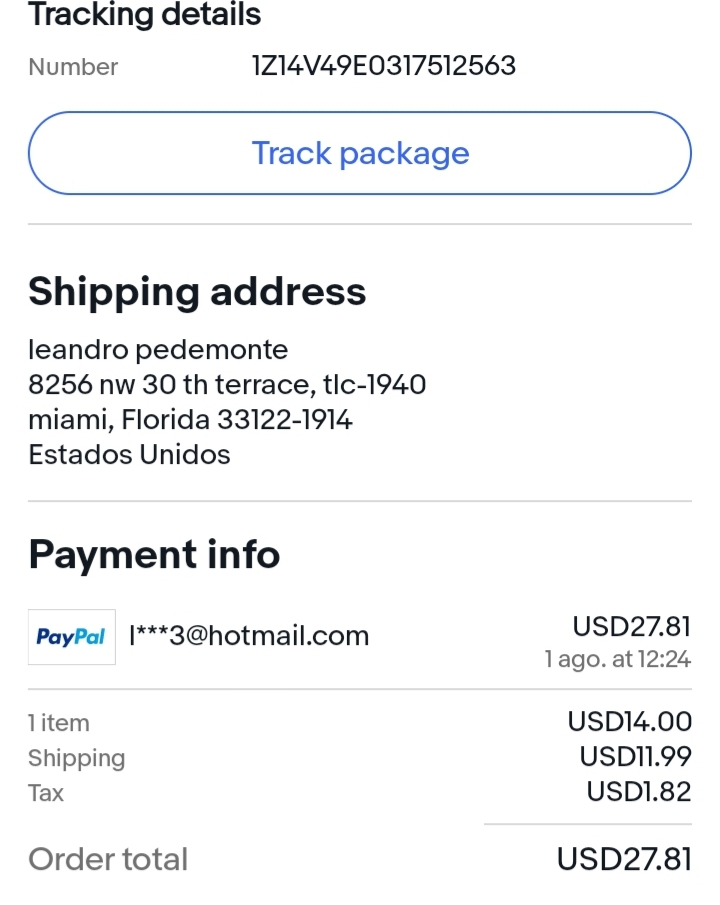 Tracking details
Number 1Z14V49E0317512563
Track package
Shipping address
leandro pedemonte
8256 nw 30 th terrace, tlc-1940
miami, Florida 33122-1914
Estados Unidos
Payment info
PayPal l***3@hotmail.com USD27.81
1 ago. at 12:24
1 item USD14.00
Shipping USD11.99
Tax USD1.82
Order total USD27.81